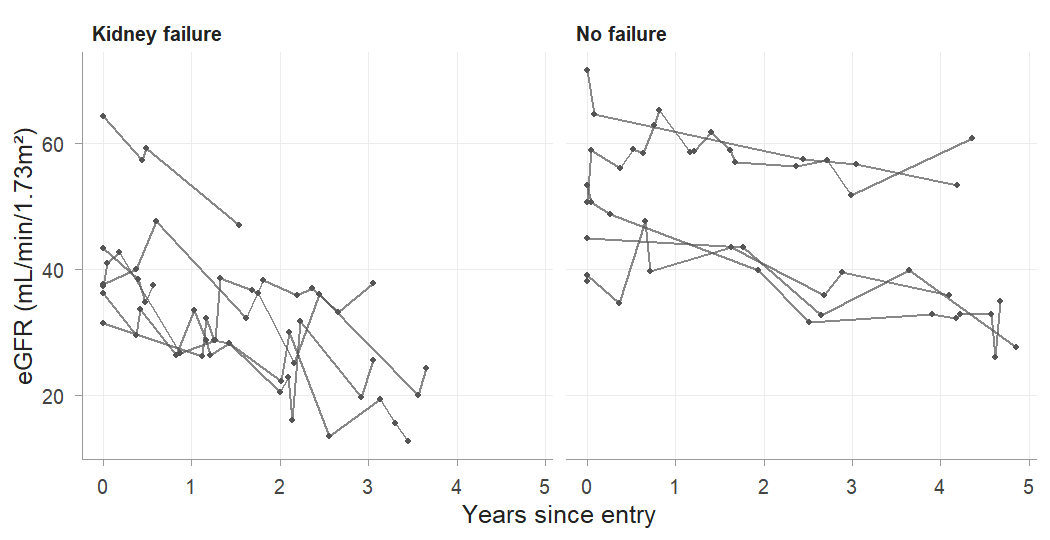 Kidney failure
No failure
eGFR (mL/min/1.73m²)
60
40
20
0 1 2 3 4 5
0 1 2 3 4 5
Years since entry